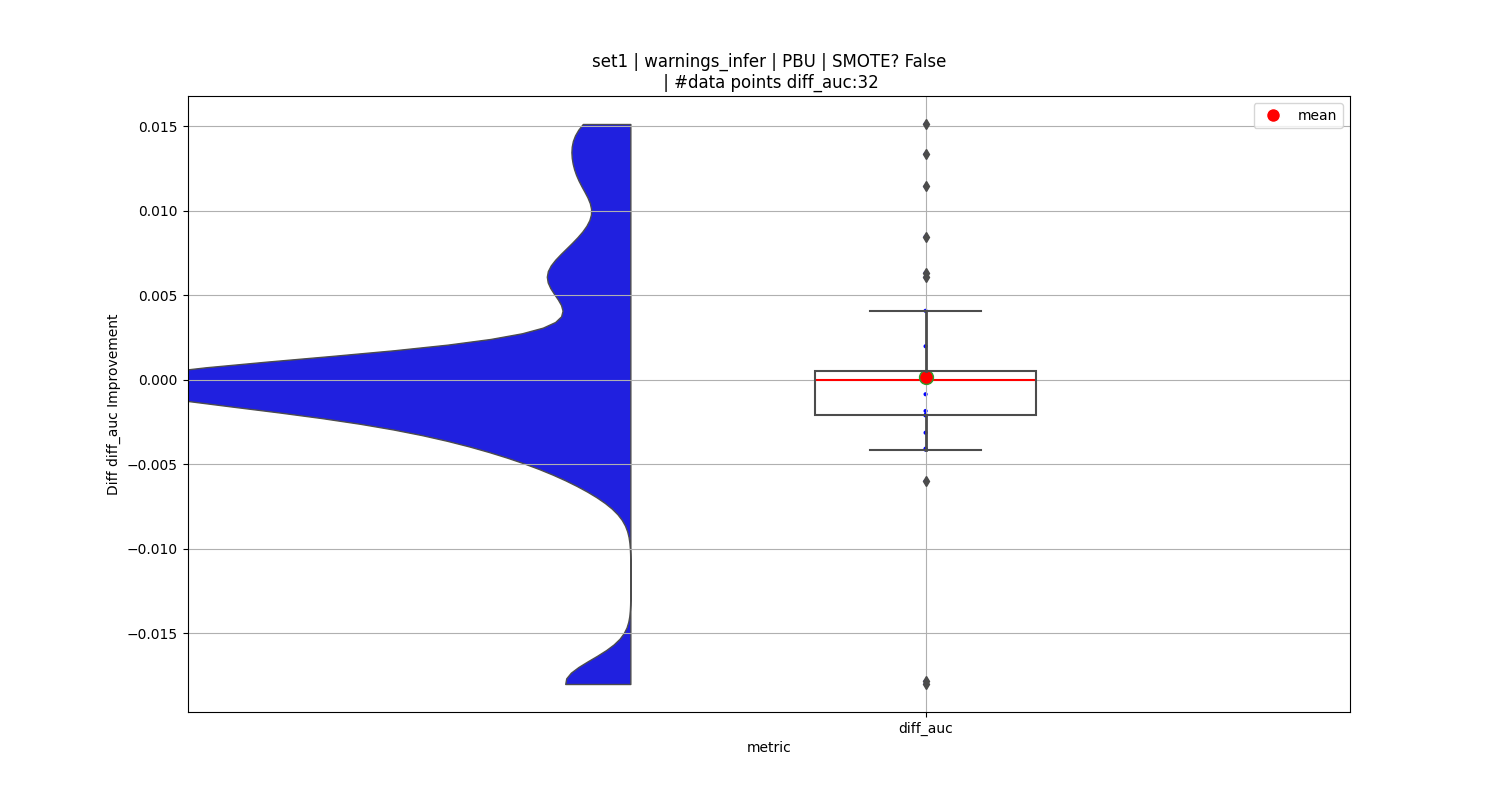 set1 | warnings_infer | PBU | SMOTE? False
| #data points diff_auc:32
mean
0.015
0.010
0.005
0.000
−0.005
−0.010
−0.015
Diff diff_auc Improvement
diff_auc
metric